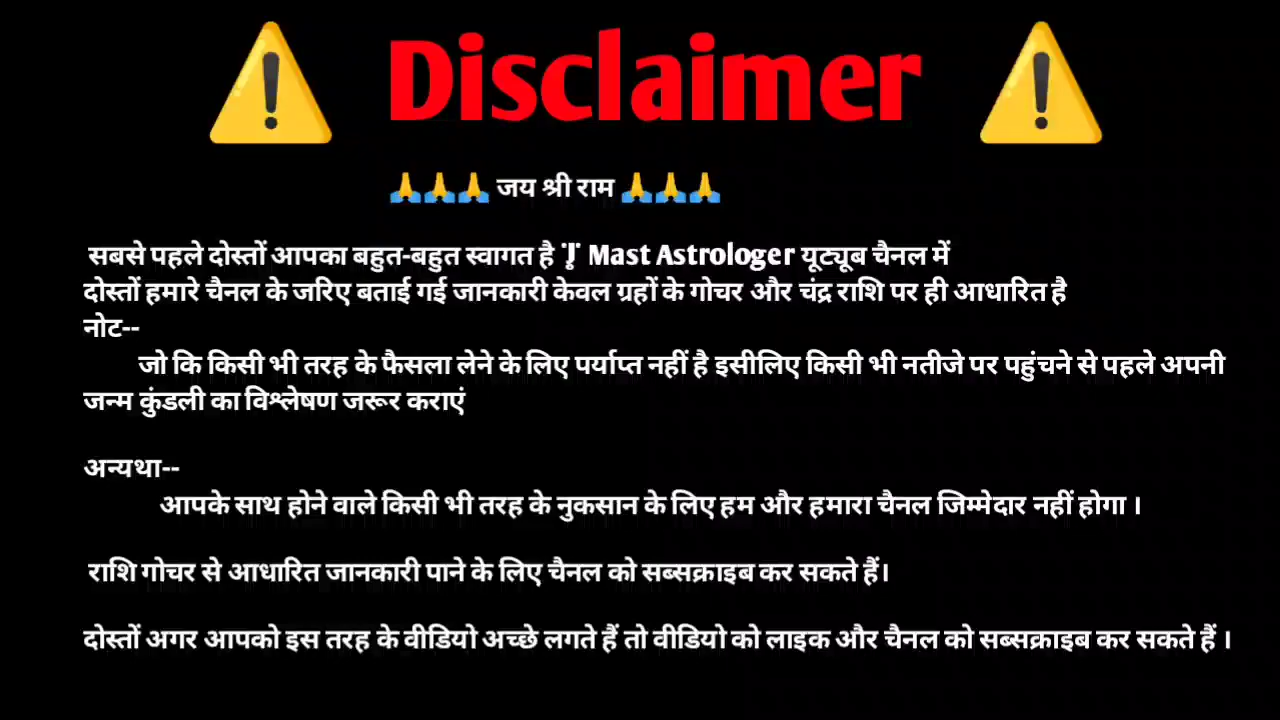 ⚠️ Disclaimer ⚠️
🙏🙏🙏 जय श्री राम 🙏🙏🙏
सबसे पहले दोस्तों आपका बहुत-बहुत स्वागत है Mast Astrologer यूट्यूब चैनल में
दोस्तों हमारे चैनल के जरिए बताई गई जानकारी केवल ग्रहों के गोचर और चंद्र राशि पर ही आधारित है
नोट--
जो कि किसी भी तरह के फैसला लेने के लिए पर्याप्त नहीं है इसीलिए किसी भी नतीजे पर पहुंचने से पहले अपनी
जन्म कुंडली का विश्लेषण जरूर कराएं
अन्यथा--
आपके साथ होने वाले किसी भी तरह के नुकसान के लिए हम और हमारा चैनल जिम्मेदार नहीं होगा ।
राशि गोचर से आधारित जानकारी पाने के लिए चैनल को सब्सक्राइब कर सकते हैं।
दोस्तों अगर आपको इस तरह के वीडियो अच्छे लगते हैं तो वीडियो को लाइक और चैनल को सब्सक्राइब कर सकते हैं ।